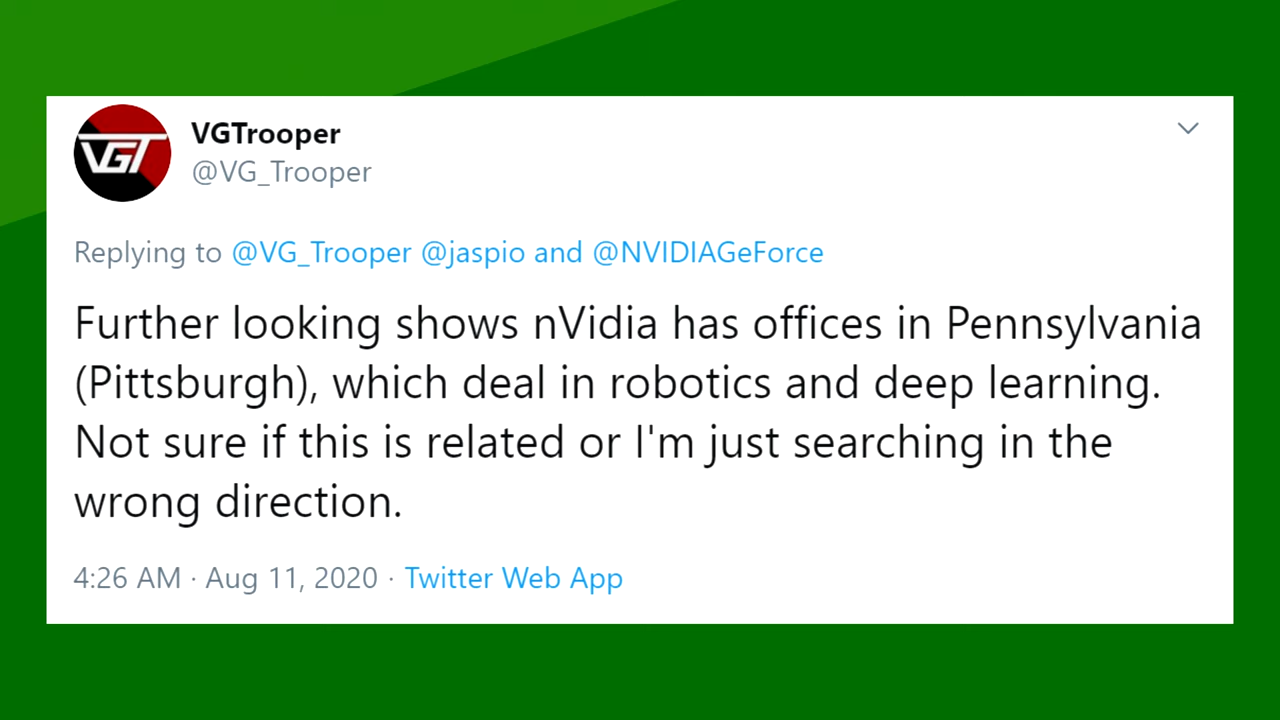 VGT
VGTrooper
@VG_Trooper
Replying to @VG_Trooper @jaspio and @NVIDIAGeForce
Further looking shows nVidia has offices in Pennsylvania
(Pittsburgh), which deal in robotics and deep learning.
Not sure if this is related or I'm just searching in the
wrong direction.
4:26 AM · Aug 11, 2020 · Twitter Web App